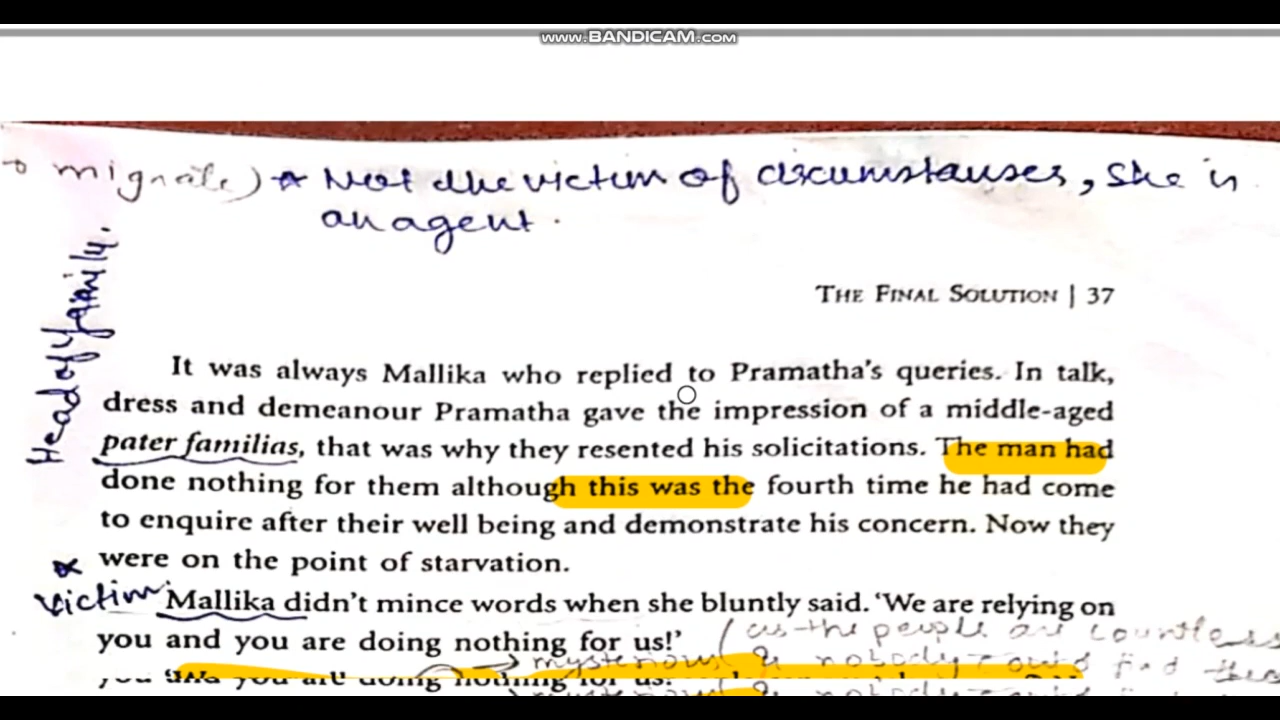 www.BANDICAM.com
migrate) * Not the victim of circumstanses, She is
an agent.
Head of family.
THE FINAL SOLUTION | 37
It was always Mallika who replied to Pramatha's queries. In talk,
dress and demeanour Pramatha gave the impression of a middle-aged
pater familias, that was why they resented his solicitations. The man had
done nothing for them although this was the fourth time he had come
to enquire after their well being and demonstrate his concern. Now they
were on the point of starvation.
victim
Mallika didn't mince words when she bluntly said. 'We are relying on
you and you are doing nothing for us!'
(as the people are countless
mysterious & nobody could find